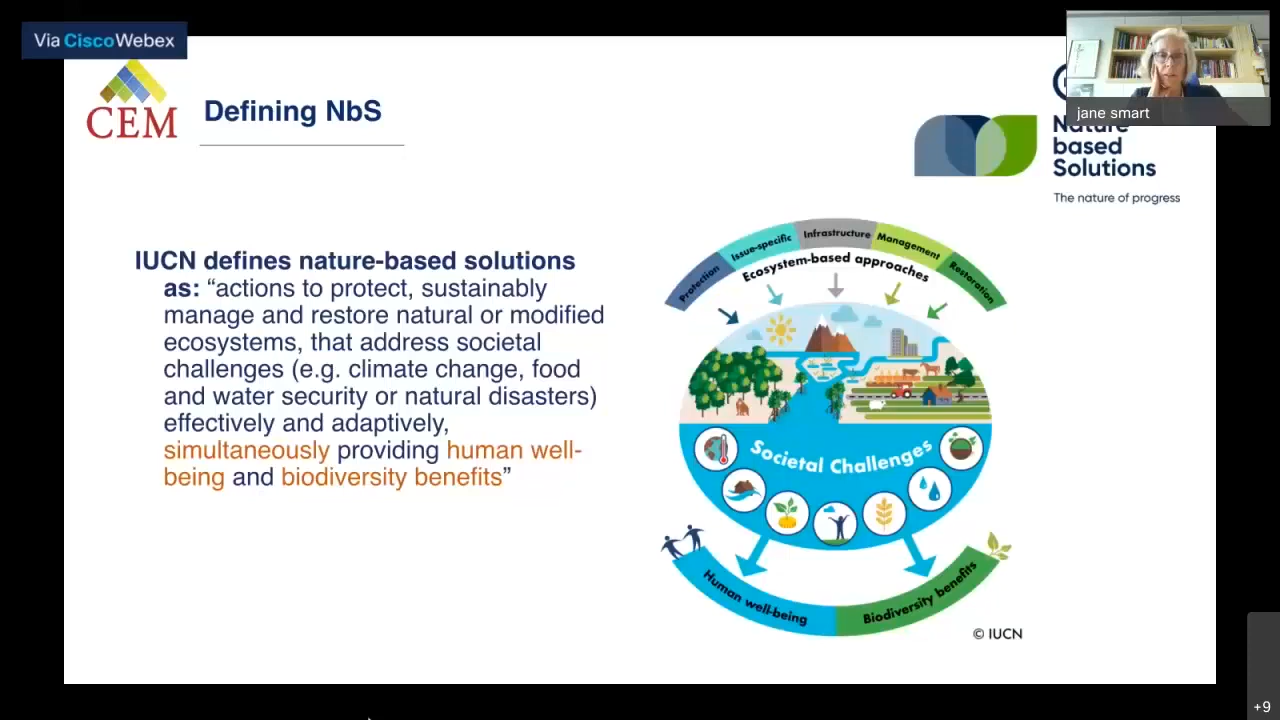 Via CiscoWebex
jane smart
CEM
Defining NbS
Nature
based
Solutions
The nature of progress
IUCN defines nature-based solutions
as: “actions to protect, sustainably
manage and restore natural or modified
ecosystems, that address societal
challenges (e.g. climate change, food
and water security or natural disasters)
effectively and adaptively,
simultaneously providing human well-
being and biodiversity benefits”
Protection
Issue-specific
Infrastructure
Management
Restoration
Ecosystem-based approaches
Societal Challenges
Human well-being
Biodiversity benefits
© IUCN
+9